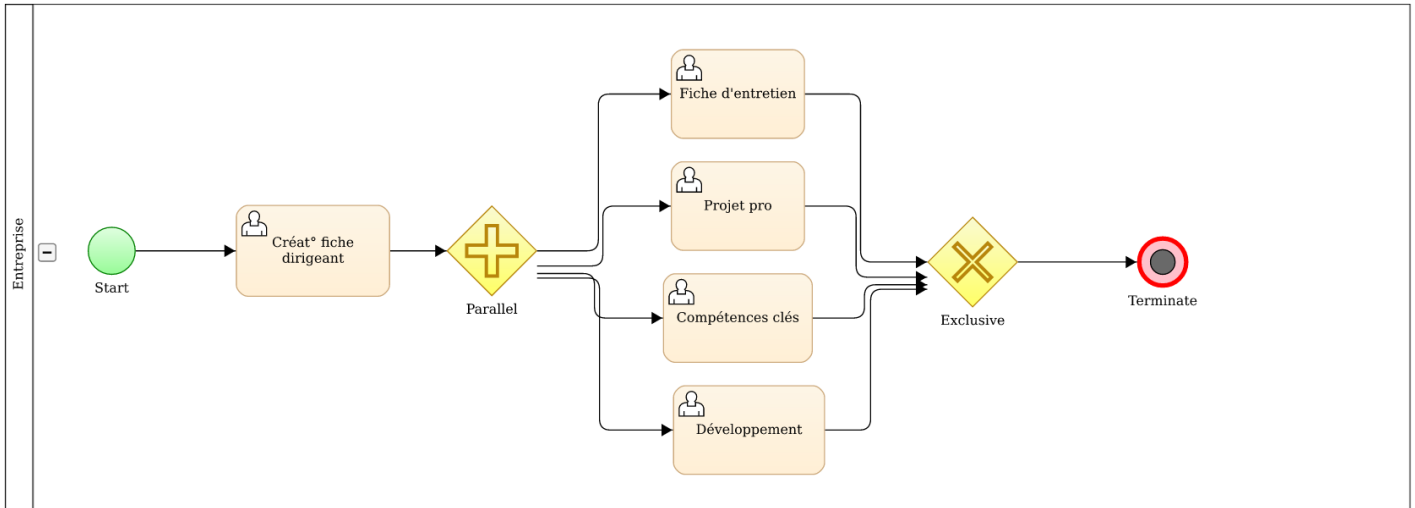 Entreprise
Start
Créat° fiche
dirigeant
Parallel
Fiche d'entretien
Projet pro
Compétences clés
Développement
Exclusive
Terminate